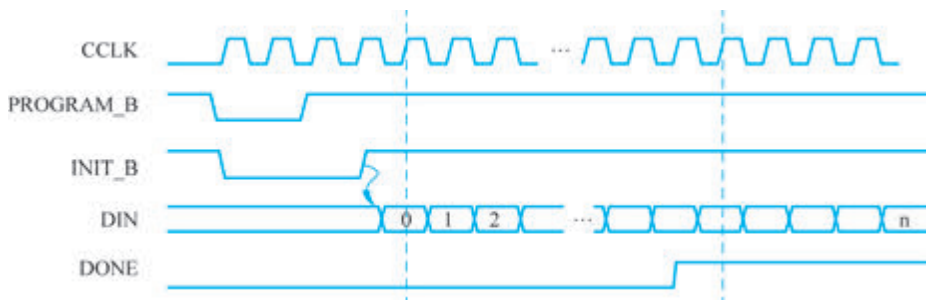 CCLK ...
PROGRAM_B
INIT_B
DIN 0 1 2 ... n
DONE